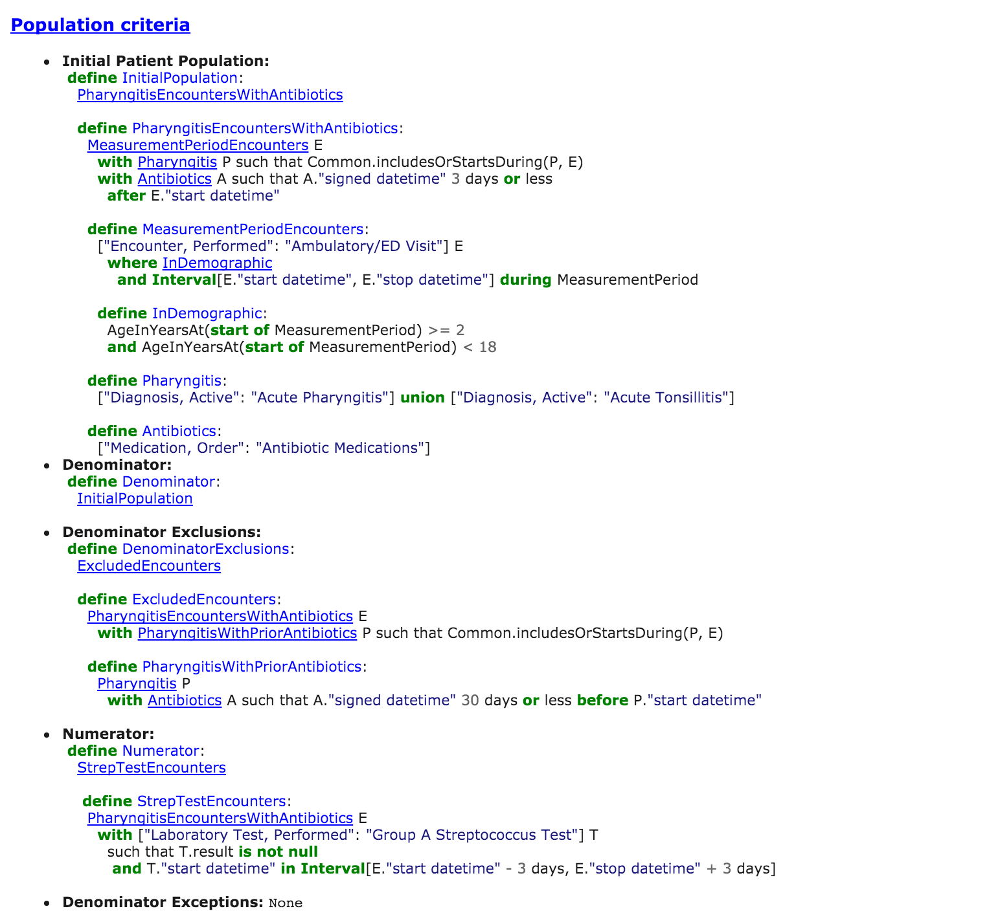 Population criteria
• Initial Patient Population:
define InitialPopulation:
PharyngitisEncountersWithAntibiotics
define PharyngitisEncountersWithAntibiotics:
MeasurementPeriodEncounters E
with Pharyngitis P such that Common.includesOrStartsDuring(P, E)
with Antibiotics A such that A."signed datetime" 3 days or less
after E."start datetime"
define MeasurementPeriodEncounters:
["Encounter, Performed": "Ambulatory/ED Visit"] E
where InDemographic
and Interval[E."start datetime", E."stop datetime"] during MeasurementPeriod
define InDemographic:
AgeInYearsAt(start of MeasurementPeriod) >= 2
and AgeInYearsAt(start of MeasurementPeriod) < 18
define Pharyngitis:
["Diagnosis, Active": "Acute Pharyngitis"] union ["Diagnosis, Active": "Acute Tonsillitis"]
define Antibiotics:
["Medication, Order": "Antibiotic Medications"]
• Denominator:
define Denominator:
InitialPopulation
• Denominator Exclusions:
define DenominatorExclusions:
ExcludedEncounters
define ExcludedEncounters:
PharyngitisEncountersWithAntibiotics E
with PharyngitisWithPriorAntibiotics P such that Common.includesOrStartsDuring(P, E)
define PharyngitisWithPriorAntibiotics:
Pharyngitis P
with Antibiotics A such that A."signed datetime" 30 days or less before P."start datetime"
• Numerator:
define Numerator:
StrepTestEncounters
define StrepTestEncounters:
PharyngitisEncountersWithAntibiotics E
with ["Laboratory Test, Performed": "Group A Streptococcus Test"] T
such that T.result is not null
and T."start datetime" in Interval[E."start datetime" - 3 days, E."stop datetime" + 3 days]
• Denominator Exceptions: None